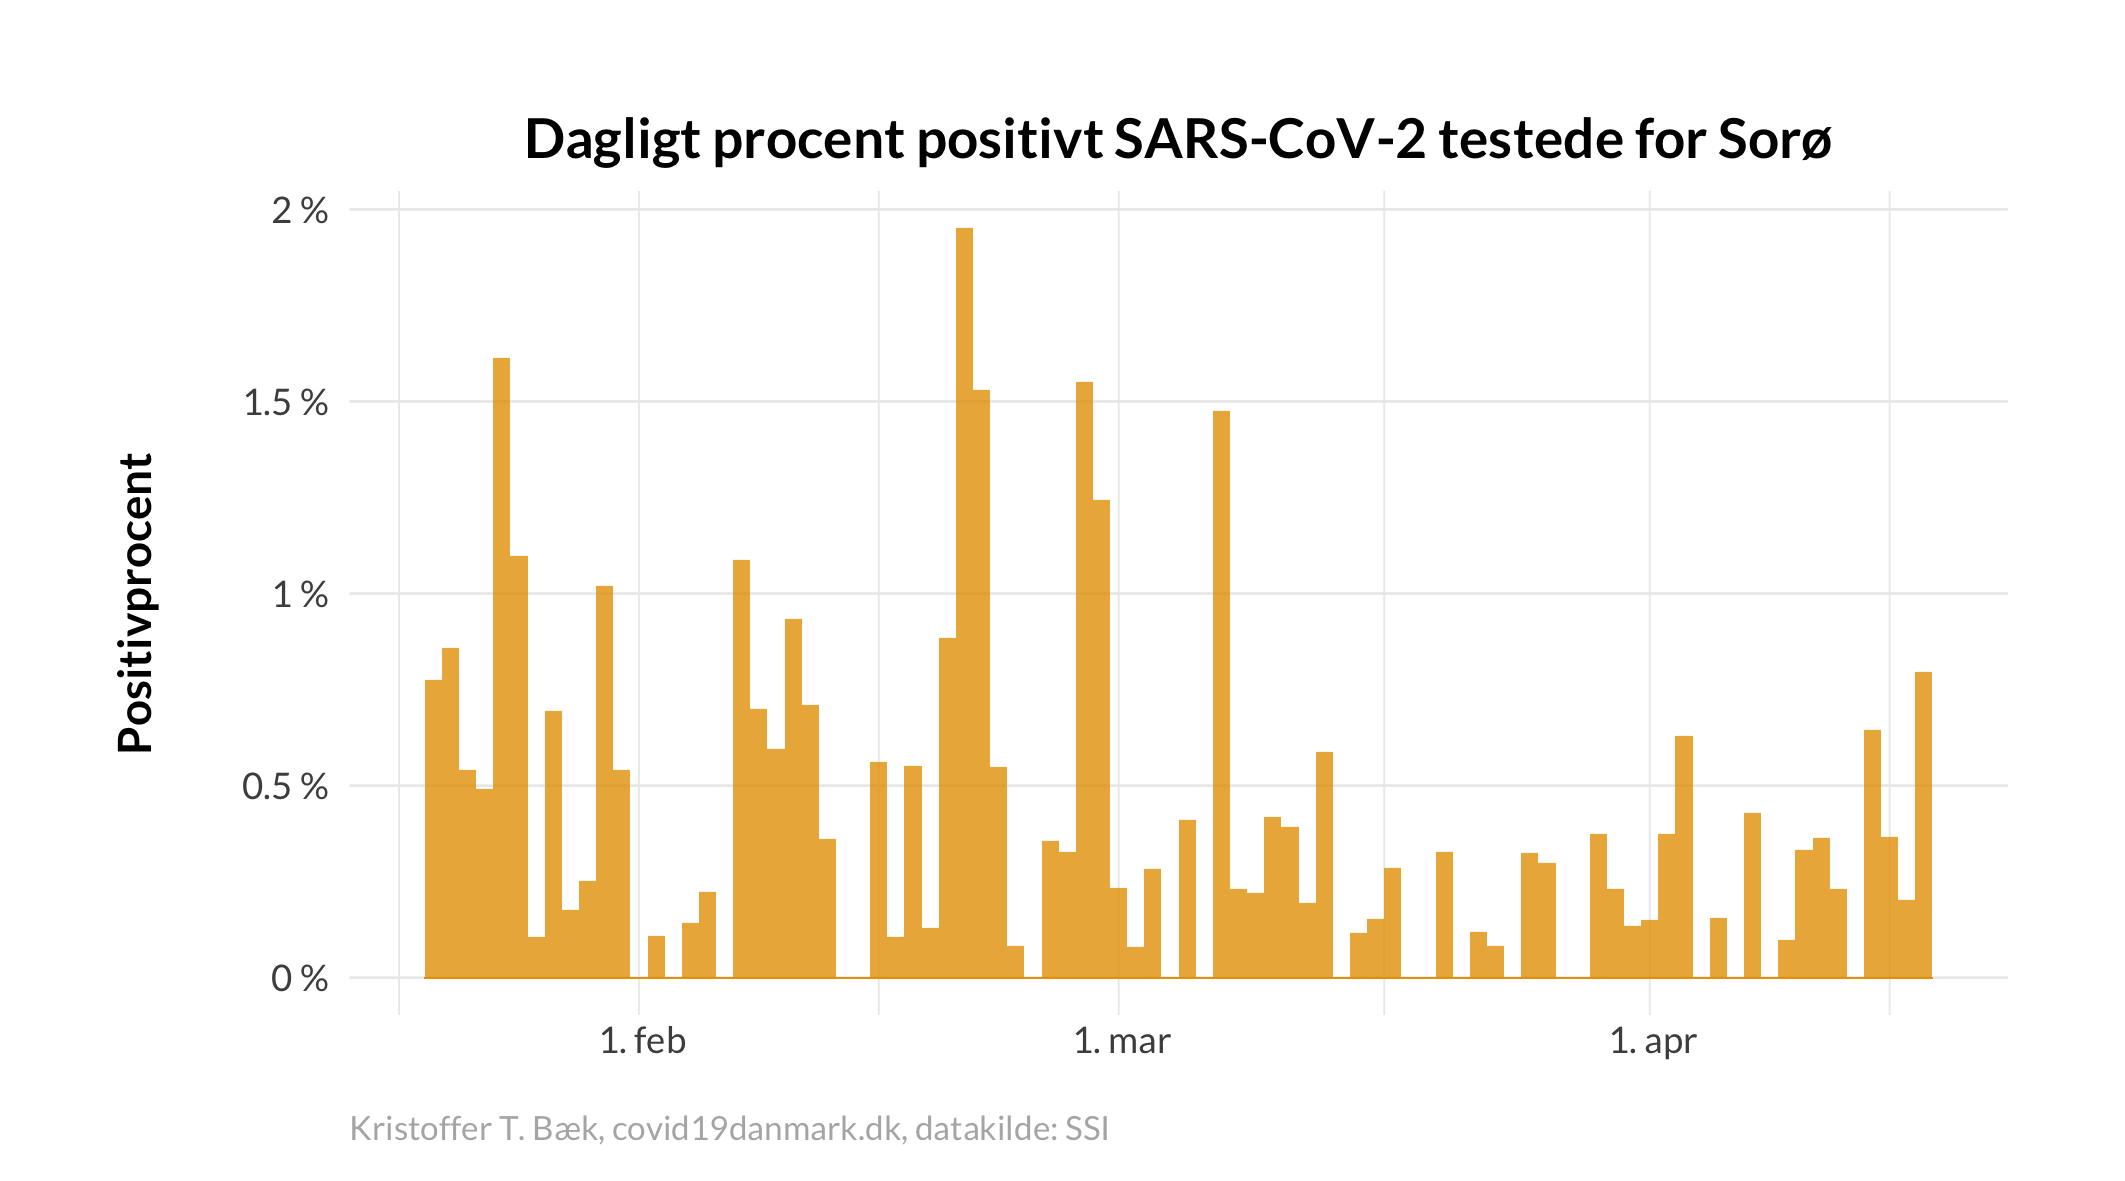 Dagligt procent positivt SARS-CoV-2 testede for Sorø
Positivprocent
2 %
1.5 %
1 %
0.5 %
0 %
1. feb
1. mar
1. apr
Kristoffer T. Bæk, covid19danmark.dk, datakilde: SSI